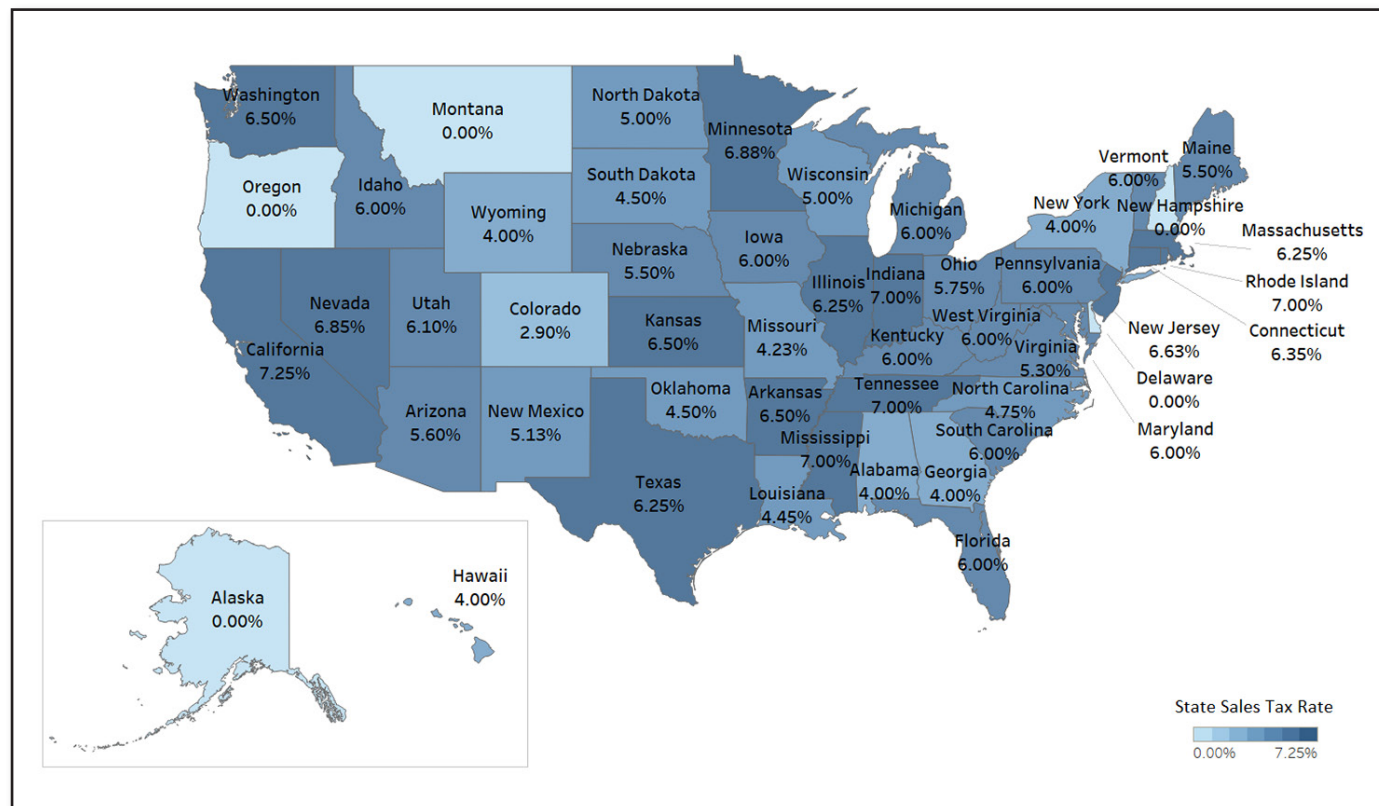 Washington
6.50%
Montana
0.00%
North Dakota
5.00%
Minnesota
6.88%
Oregon
0.00%
Idaho
6.00%
Wyoming
4.00%
South Dakota
4.50%
Wisconsin
5.00%
Michigan
6.00%
New York
4.00%
Vermont
6.00%
Maine
5.50%
New Hampshire
0.00%
Massachusetts
6.25%
Rhode Island
7.00%
Connecticut
6.35%
New Jersey
6.63%
Delaware
0.00%
Maryland
6.00%
Nebraska
5.50%
Iowa
6.00%
Illinois
6.25%
Indiana
7.00%
Ohio
5.75%
Pennsylvania
6.00%
California
7.25%
Nevada
6.85%
Utah
6.10%
Colorado
2.90%
Kansas
6.50%
Missouri
4.23%
Kentucky
6.00%
West Virginia
6.00%
Virginia
5.30%
Arizona
5.60%
New Mexico
5.13%
Oklahoma
4.50%
Arkansas
6.50%
Tennessee
7.00%
North Carolina
4.75%
South Carolina
6.00%
Texas
6.25%
Louisiana
4.45%
Mississippi
7.00%
Alabama
4.00%
Georgia
4.00%
Florida
6.00%
Alaska
0.00%
Hawaii
4.00%
State Sales Tax Rate
0.00% 7.25%